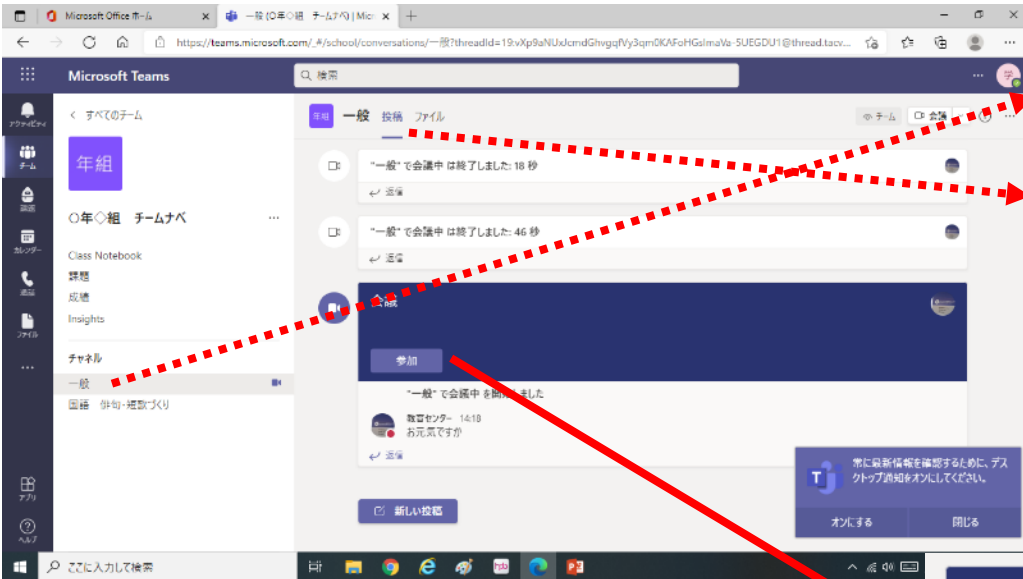 Microsoft Office ホーム
一般 (〇年◇組 チームナベ) | Micr
https://teams.microsoft.com/_#/school/conversations/一般?threadId=19:vXp9aNUxJcmdGhvgqfVy3qm0KAFoHGsImaVa-5UEGDU1@thread.tacv...
Microsoft Teams
検索
学
アクティビティ
チーム
課題
カレンダー
通話
ファイル
アプリ
ヘルプ
すべてのチーム
年組
〇年◇組 チームナベ
Class Notebook
課題
成績
Insights
チャネル
一般
国語 俳句・短歌づくり
年組
一般 投稿 ファイル
チーム
会議
"一般" で会議中 は終了しました: 18 秒
返信
"一般" で会議中 は終了しました: 46 秒
返信
会議
参加
"一般" で会議中 を開始しました
教育センター 14:18
お元気ですか
返信
新しい投稿
常に最新情報を確認するために、デス
クトップ通知をオンにしてください。
オンにする 閉じる
ここに入力して検索